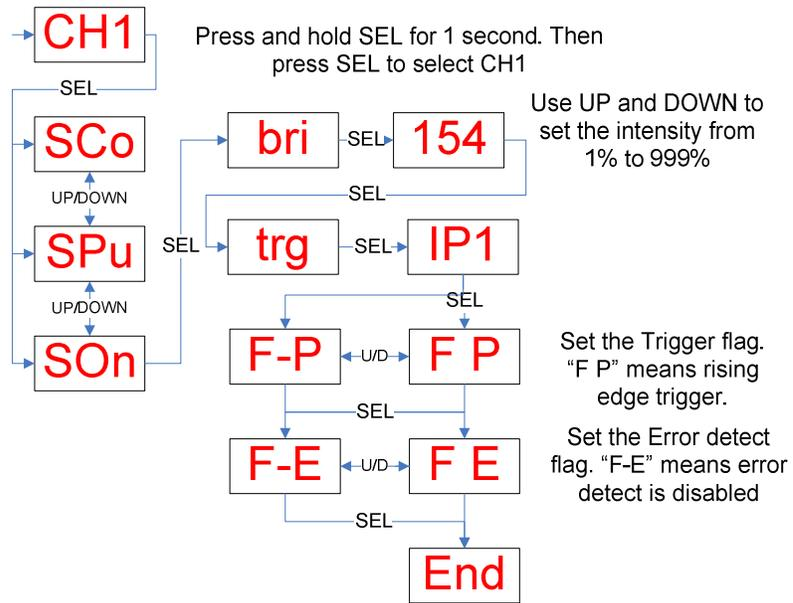 CH1
Press and hold SEL for 1 second. Then
press SEL to select CH1
SEL
SCo
UP/DOWN
SPu
UP/DOWN
SOn
SEL
bri
SEL
154
Use UP and DOWN to
set the intensity from
1% to 999%
SEL
trg
SEL
IP1
SEL
F-P
U/D
F P
Set the Trigger flag.
“F P” means rising
edge trigger.
SEL
F-E
U/D
F E
Set the Error detect
flag. “F-E” means error
detect is disabled
SEL
End